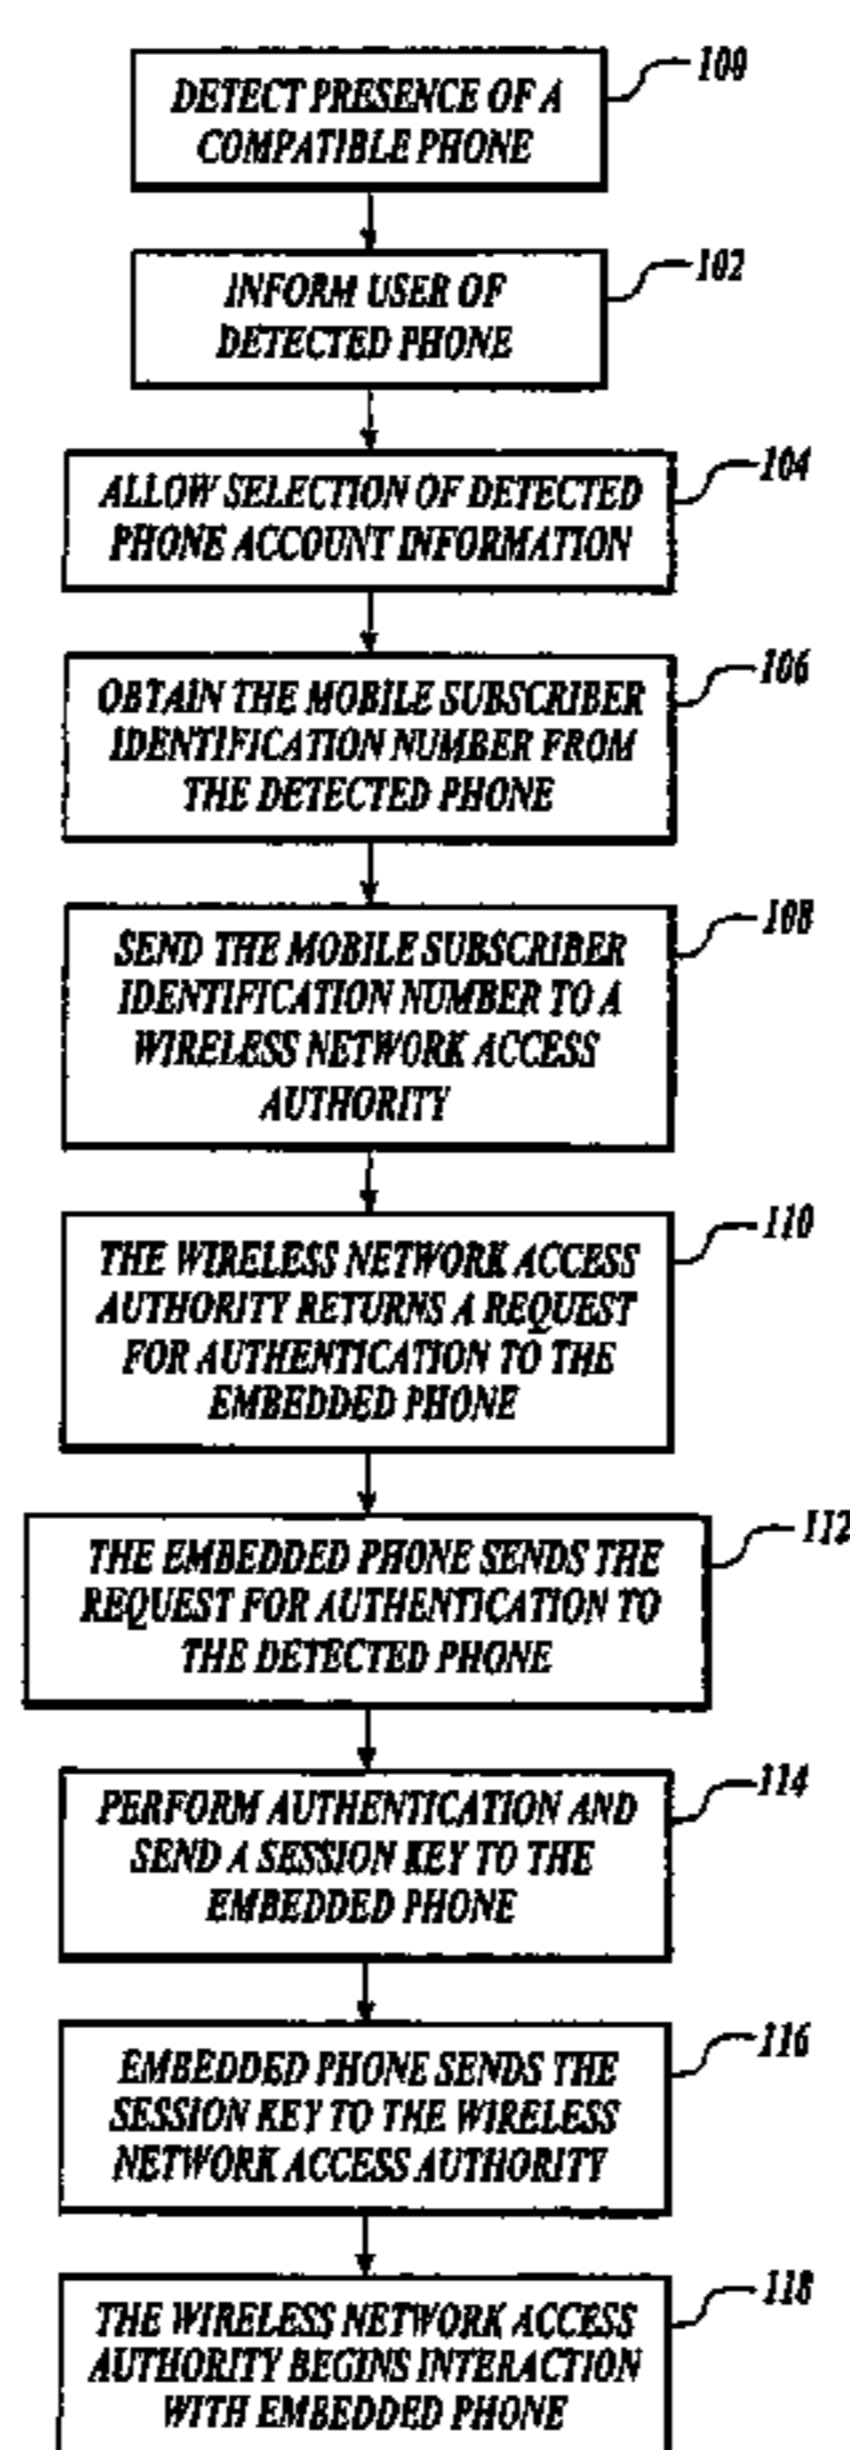 100
DETECT PRESENCE OF A
COMPATIBLE PHONE
102
INFORM USER OF
DETECTED PHONE
104
ALLOW SELECTION OF DETECTED
PHONE ACCOUNT INFORMATION
106
OBTAIN THE MOBILE SUBSCRIBER
IDENTIFICATION NUMBER FROM
THE DETECTED PHONE
108
SEND THE MOBILE SUBSCRIBER
IDENTIFICATION NUMBER TO A
WIRELESS NETWORK ACCESS
AUTHORITY
110
THE WIRELESS NETWORK ACCESS
AUTHORITY RETURNS A REQUEST
FOR AUTHENTICATION TO THE
EMBEDDED PHONE
112
THE EMBEDDED PHONE SENDS THE
REQUEST FOR AUTHENTICATION TO
THE DETECTED PHONE
114
PERFORM AUTHENTICATION AND
SEND A SESSION KEY TO THE
EMBEDDED PHONE
116
EMBEDDED PHONE SENDS THE
SESSION KEY TO THE WIRELESS
NETWORK ACCESS AUTHORITY
118
THE WIRELESS NETWORK ACCESS
AUTHORITY BEGINS INTERACTION
WITH EMBEDDED PHONE